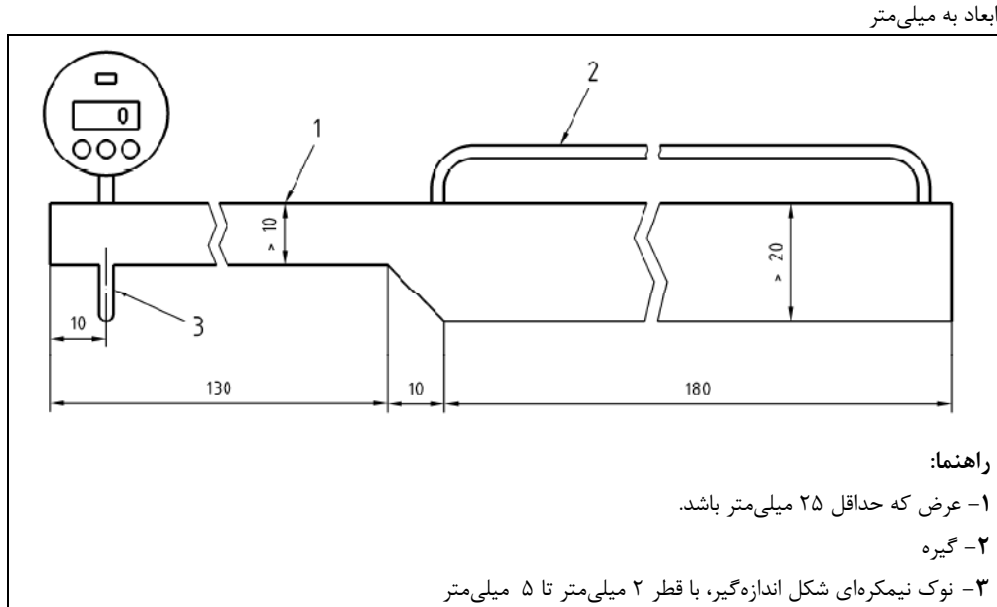 ابعاد به میلی‌متر
0
2
1
> 10
> 20
10
3
130
10
180
راهنما:
۱- عرض که حداقل ۲۵ میلی‌متر باشد.
۲- گیره
۳- نوک نیمکره‌ای شکل اندازه‌گیر، با قطر ۲ میلی‌متر تا ۵ میلی‌متر